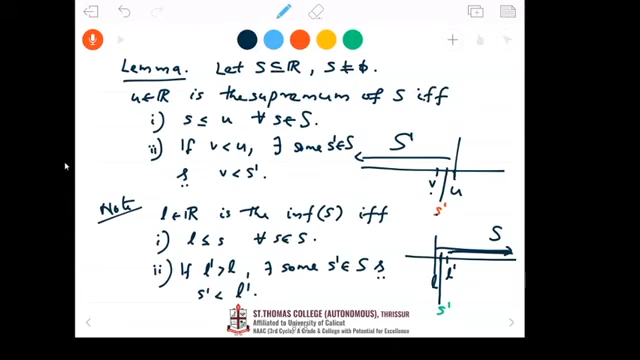 Lemma. Let S ⊆ ℝ, S ≠ ϕ.
u ∈ ℝ is the supremum of S iff
i) s ≤ u ∀ s ∈ S.
ii) If v < u, ∃ some s' ∈ S
v < s'.
S
v u
s'
Note l ∈ ℝ is the inf(S) iff
i) l ≤ s ∀ s ∈ S.
ii) If l' > l, ∃ some s' ∈ S
s' < l'.
S
l l'
s'
ST.THOMAS COLLEGE (AUTONOMOUS), THRISSUR
Affiliated to University of Calicut
NAAC (3rd Cycle): A Grade & College with Potential for Excellence